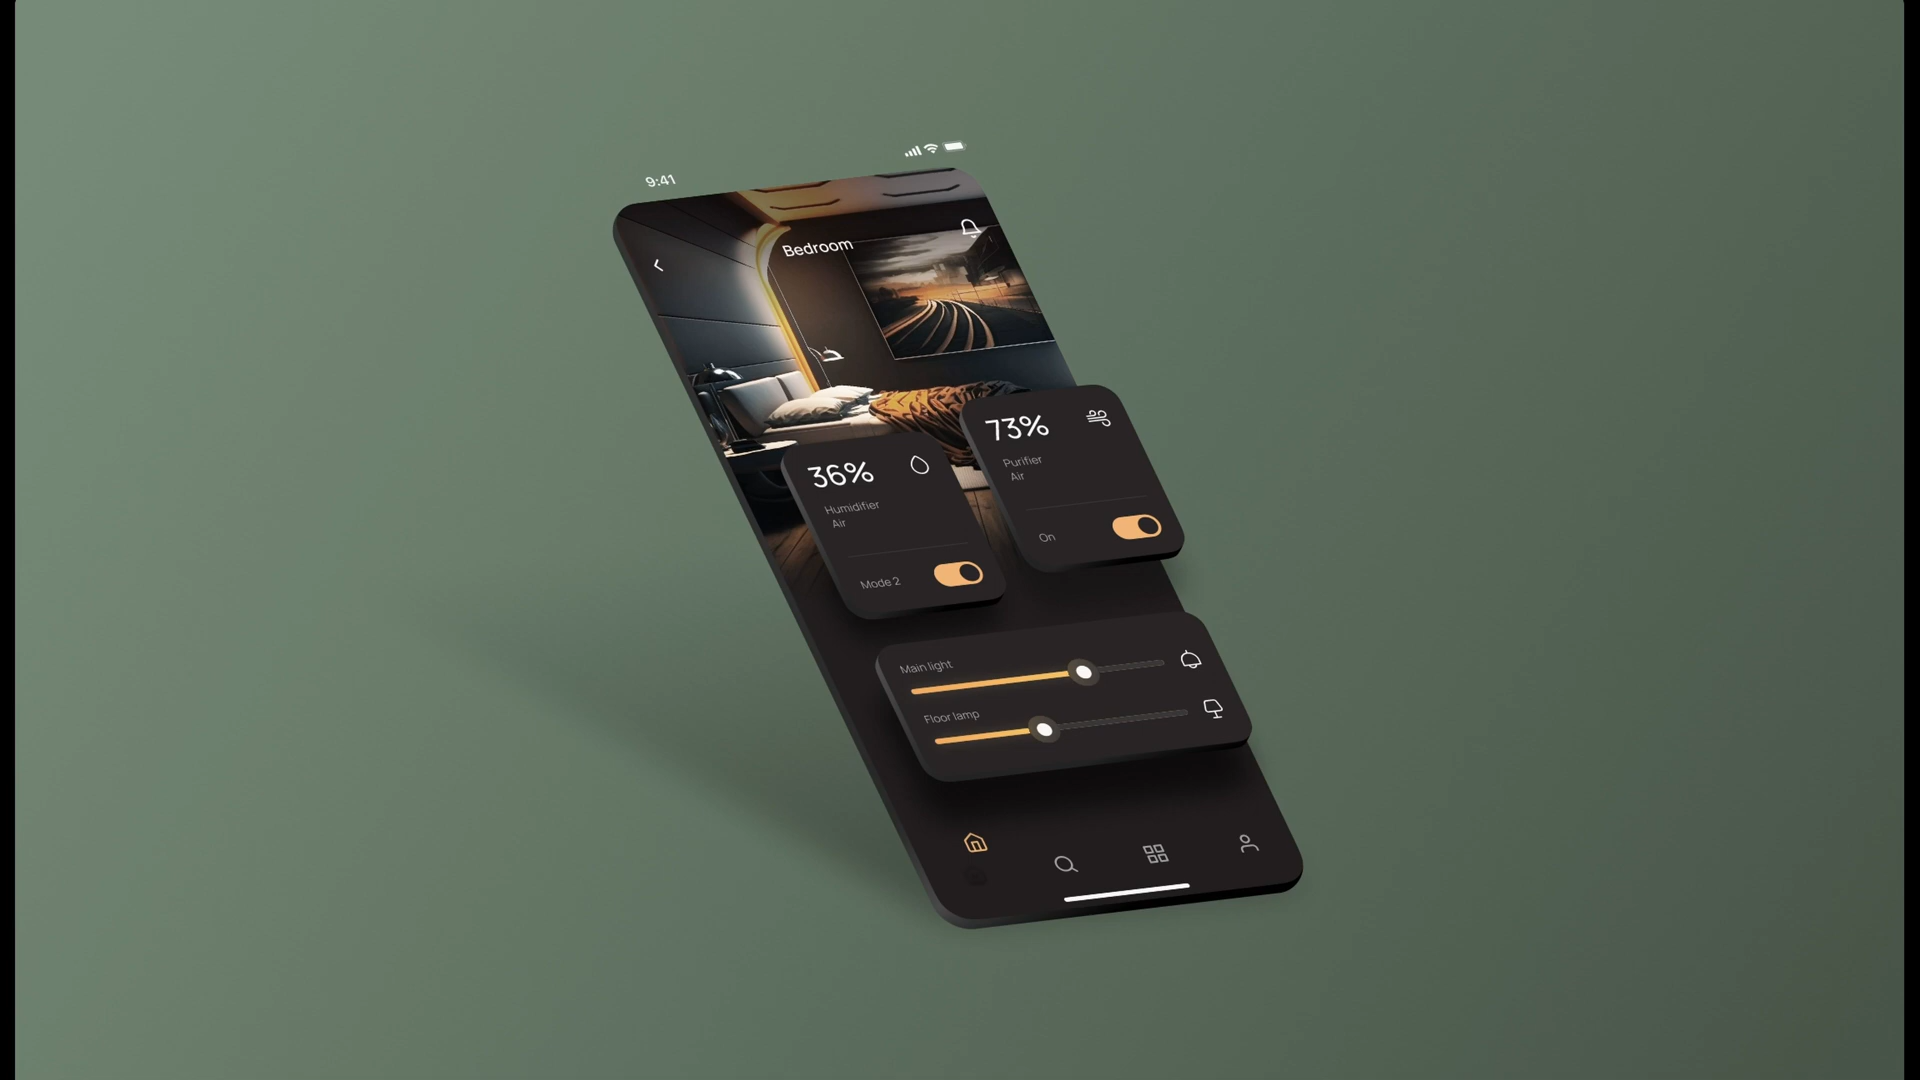 9:41
Bedroom
36%
Humidifier
Air
Mode 2
73%
Purifier
Air
On
Main light
Floor lamp